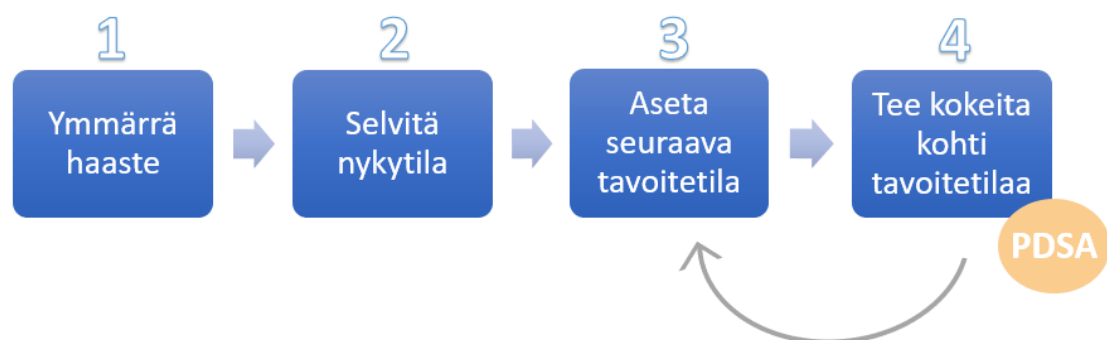 1
2
3
4
Ymmärrä
haaste
Selvitä
nykytila
Aseta
seuraava
tavoitetila
Tee kokeita
kohti
tavoitetilaa
PDSA